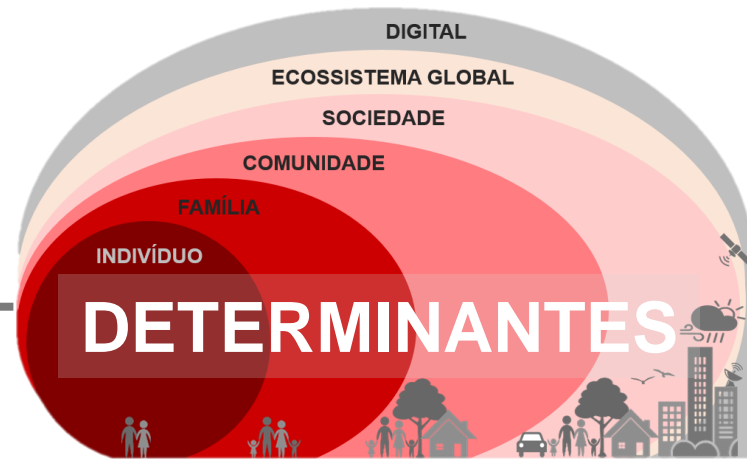 DIGITAL
ECOSSISTEMA GLOBAL
SOCIEDADE
COMUNIDADE
FAMÍLIA
INDIVÍDUO
DETERMINANTES